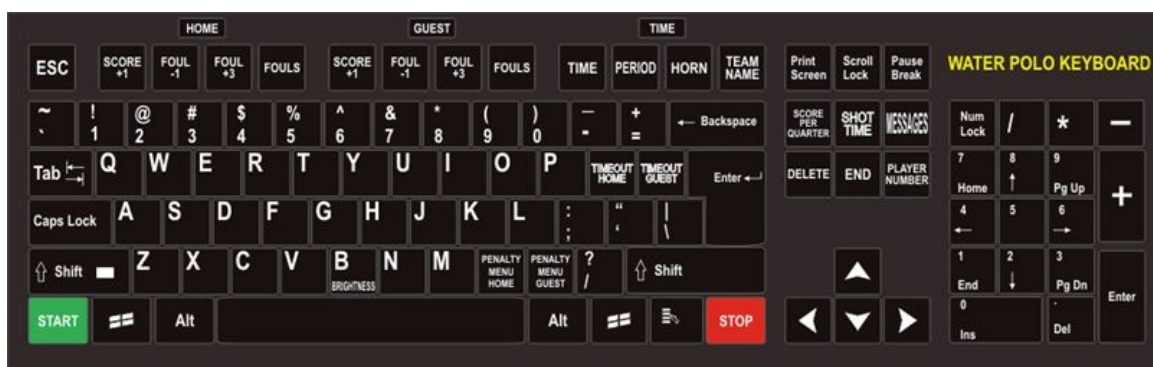 HOME GUEST TIME
ESC SCORE +1 FOUL -1 FOUL +3 FOULS SCORE +1 FOUL -1 FOUL +3 FOULS TIME PERIOD HORN TEAM NAME Print Screen Scroll Lock Pause Break WATER POLO KEYBOARD
~ ! @ # $ % ^ & * ( ) — +
` 1 2 3 4 5 6 7 8 9 0 - = ← Backspace SCORE PER QUARTER SHOT TIME MESSAGES Num Lock / * −
Tab Q W E R T Y U I O P TIMEOUT HOME TIMEOUT GUEST Enter DELETE END PLAYER NUMBER 7 Home 8 ↑ 9 Pg Up +
Caps Lock A S D F G H J K L : ; " ' | \ 4 ← 5 6 →
Shift Z X C V B BRIGHTNESS N M PENALTY MENU HOME PENALTY MENU GUEST ? / Shift 1 End 2 ↓ 3 Pg Dn Enter
START Alt Alt STOP 0 Ins . Del